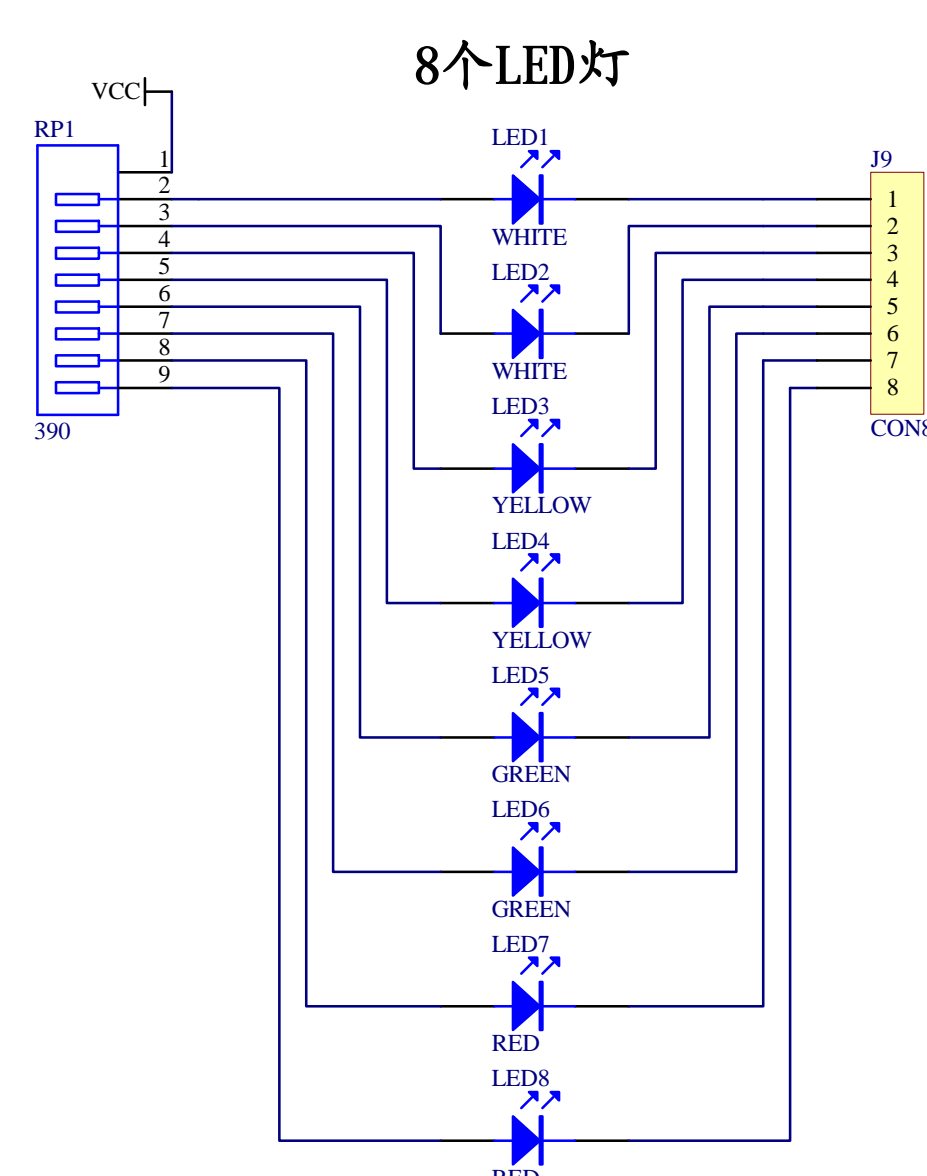 8个LED灯
VCC
RP1
1
2
3
4
5
6
7
8
9
390
LED1
WHITE
LED2
WHITE
LED3
YELLOW
LED4
YELLOW
LED5
GREEN
LED6
GREEN
LED7
RED
LED8
RED
J9
1
2
3
4
5
6
7
8
CON8